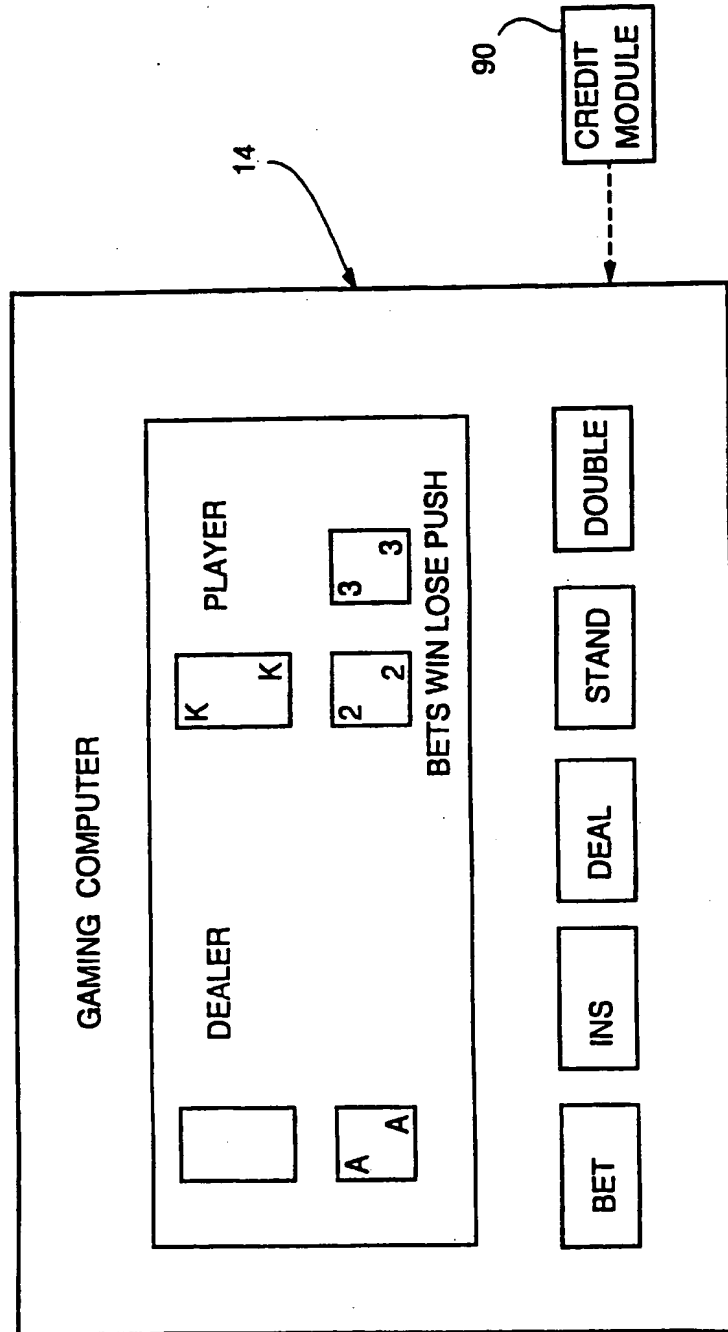 GAMING COMPUTER
14
90
CREDIT
MODULE
DEALER
PLAYER
K
K
A
A
2
2
3
3
BETS WIN LOSE PUSH
BET
INS
DEAL
STAND
DOUBLE